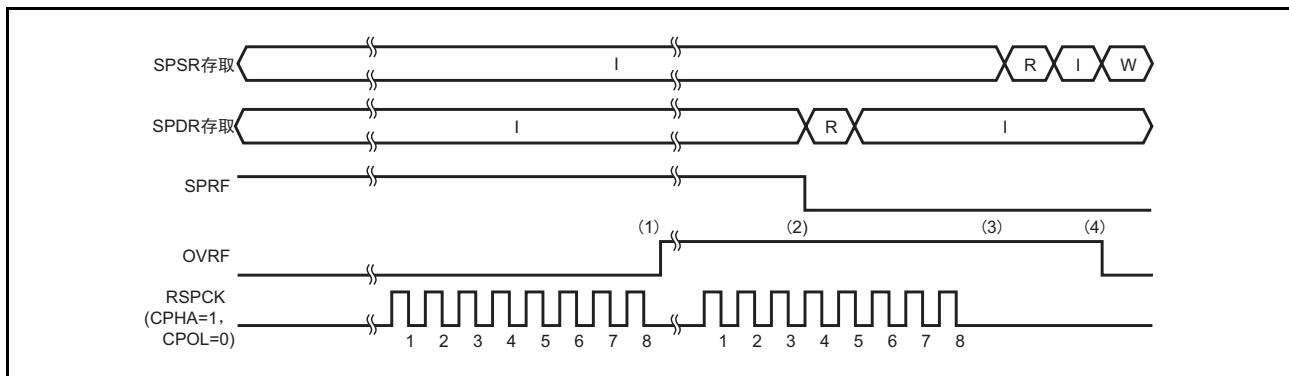 SPSR存取 I R I W
SPDR存取 I R I
SPRF
(1) (2) (3) (4)
OVRF
RSPCK
(CPHA=1，
CPOL=0)
1 2 3 4 5 6 7 8 1 2 3 4 5 6 7 8